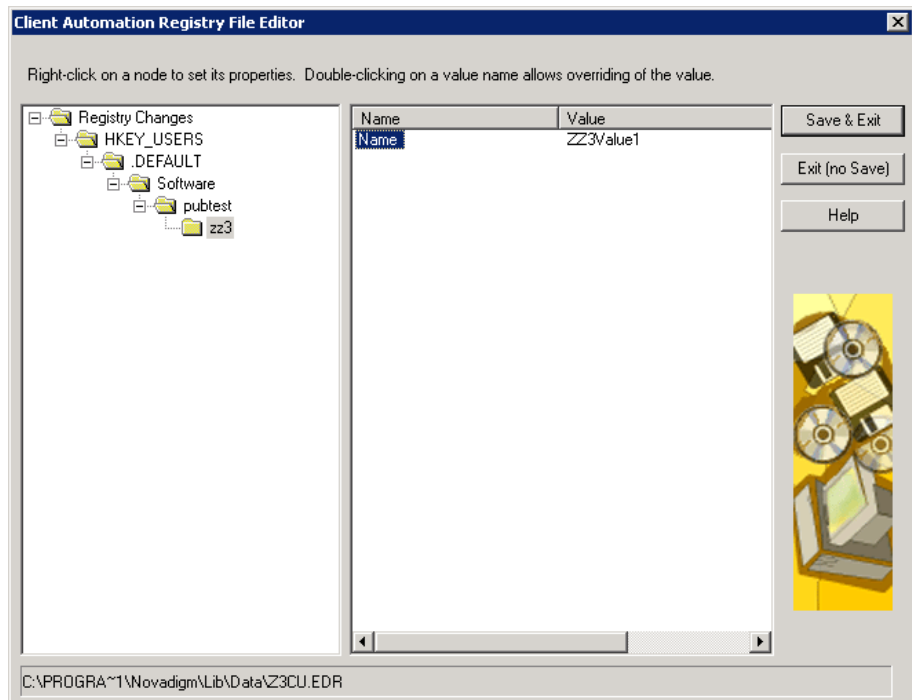 Client Automation Registry File Editor
Right-click on a node to set its properties. Double-clicking on a value name allows overriding of the value.
Registry Changes
HKEY_USERS
.DEFAULT
Software
pubtest
zz3
Name Value
Name ZZ3Value1
Save & Exit
Exit (no Save)
Help
C:\PROGRA~1\Novadigm\Lib\Data\Z3CU.EDR